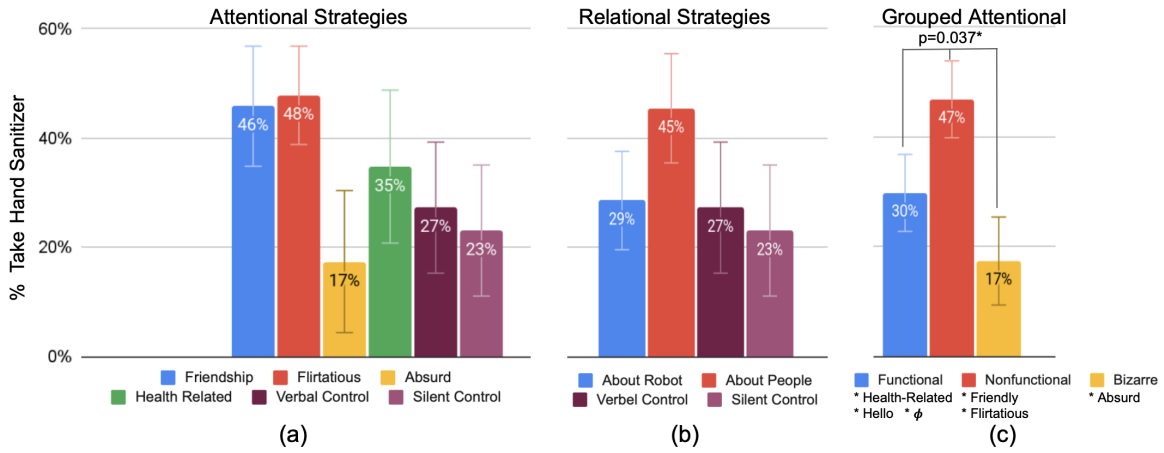 Attentional Strategies
Relational Strategies
Grouped Attentional
% Take Hand Sanitizer
60%
40%
20%
0%
46%
48%
17%
35%
27%
23%
Friendship Flirtatious Absurd
Health Related Verbal Control Silent Control
(a)
29%
45%
27%
23%
About Robot About People
Verbel Control Silent Control
(b)
p=0.037*
30%
47%
17%
Functional Nonfunctional Bizarre
* Health-Related * Friendly * Absurd
* Hello * ϕ * Flirtatious
(c)